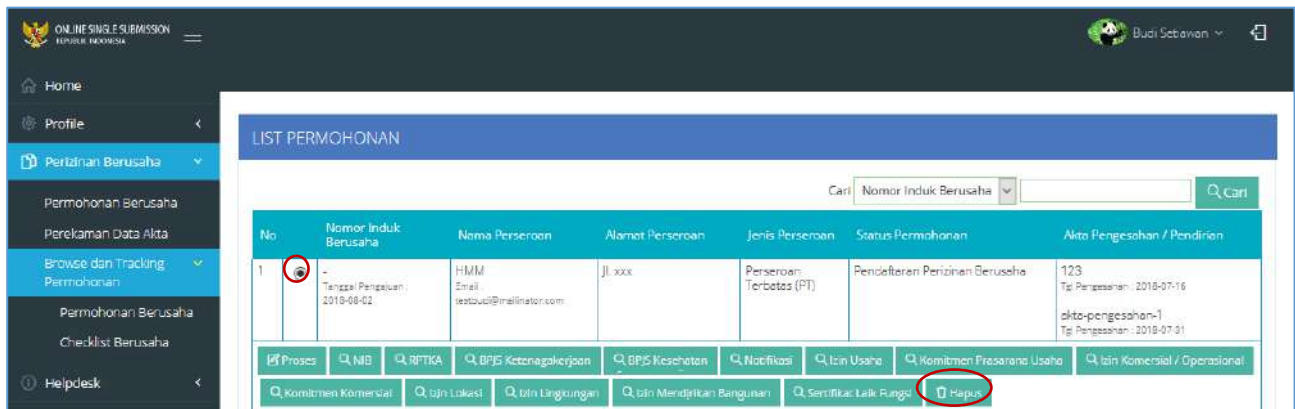 ONLINE SINGLE SUBMISSION
REPUBLIK INDONESIA
Budi Setiawan
Home
Profile
Perizinan Berusaha
Permohonan Berusaha
Perekaman Data Akta
Browse dan Tracking
Permohonan
Permohonan Berusaha
Checklist Berusaha
Helpdesk
LIST PERMOHONAN
Cari Nomor Induk Berusaha Cari
No Nomor Induk Berusaha Nama Perseroan Alamat Perseroan Jenis Perseroan Status Permohonan Akta Pengesahan / Pendirian
1 - HMM Jl. xxx Perseroan Terbatas (PT) Pendaftaran Perizinan Berusaha 123
Tanggal Pengajuan : 2018-08-02 Email : testbudi@mailinator.com Tgl Pengesahan : 2018-07-16
akta-pengesahan-1
Tgl Pengesahan : 2018-07-31
Proses NIB RPTKA BPJS Ketenagakerjaan BPJS Kesehatan Notifikasi Izin Usaha Komitmen Prasarana Usaha Izin Komersial / Operasional
Komitmen Komersial Izin Lokasi Izin Lingkungan Izin Mendirikan Bangunan Sertifikat Laik Fungsi Hapus